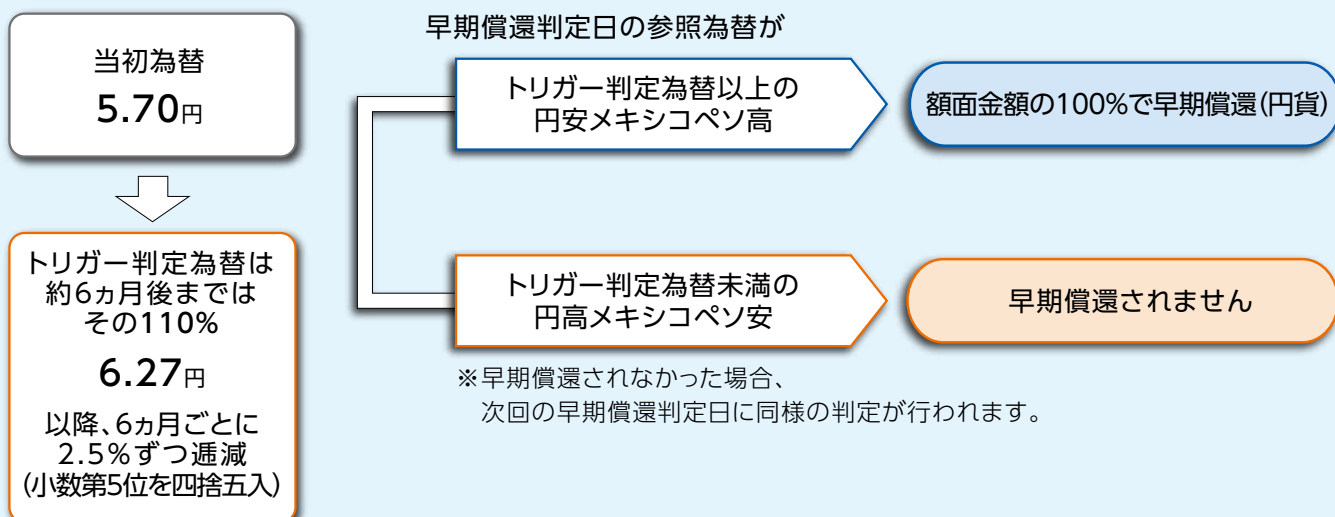 当初為替
5.70円
トリガー判定為替は
約6ヵ月後までは
その110%
6.27円
以降、6ヵ月ごとに
2.5%ずつ逓減
(小数第5位を四捨五入)
早期償還判定日の参照為替が
トリガー判定為替以上の
円安メキシコペソ高
額面金額の100%で早期償還(円貨)
トリガー判定為替未満の
円高メキシコペソ安
早期償還されません
※早期償還されなかった場合、
次回の早期償還判定日に同様の判定が行われます。